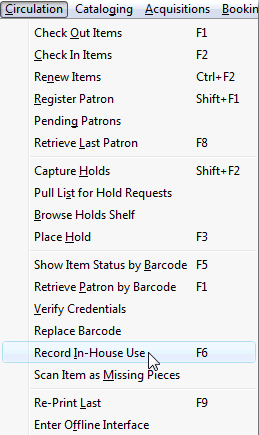 Circulation Cataloging Acquisitions Bookin
Check Out Items F1
Check In Items F2
Renew Items Ctrl+F2
Register Patron Shift+F1
Pending Patrons
Retrieve Last Patron F8
Capture Holds Shift+F2
Pull List for Hold Requests
Browse Holds Shelf
Place Hold F3
Show Item Status by Barcode F5
Retrieve Patron by Barcode F1
Verify Credentials
Replace Barcode
Record In-House Use F6
Scan Item as Missing Pieces
Re-Print Last F9
Enter Offline Interface